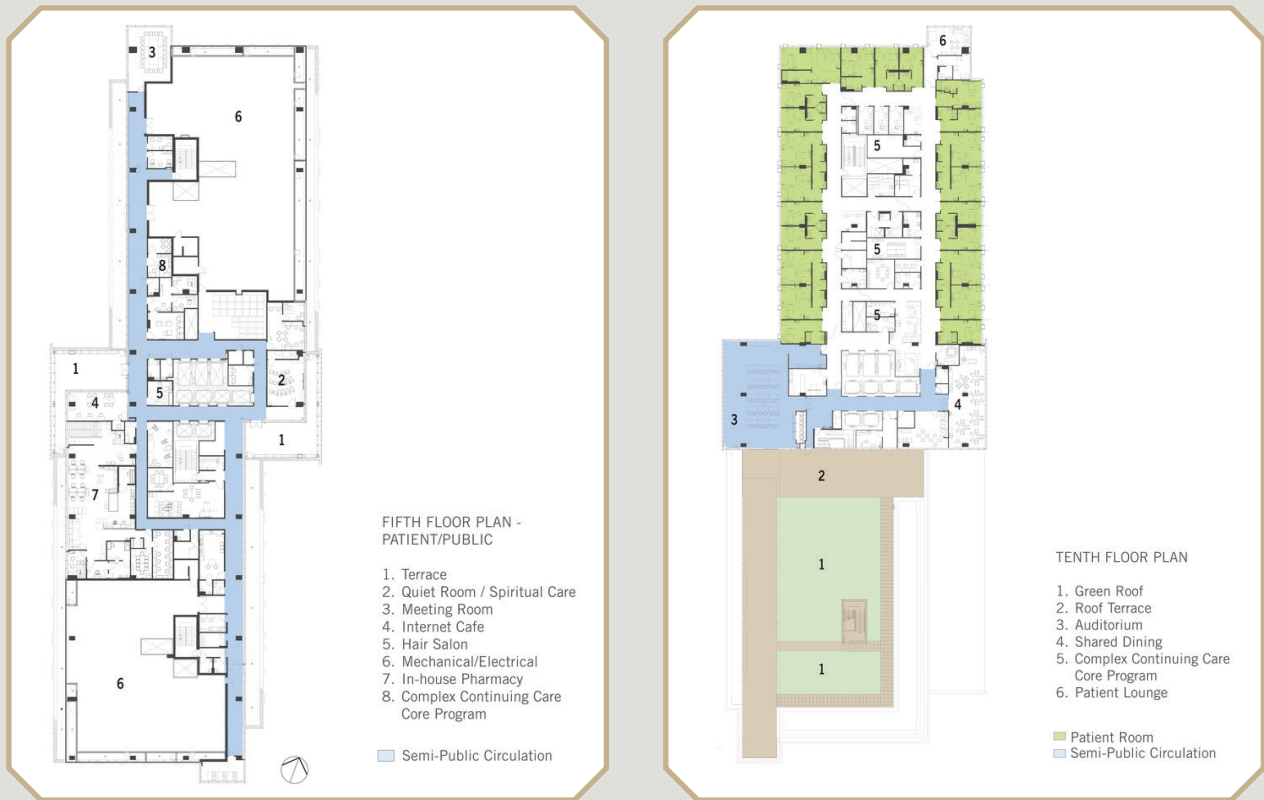 3
6
8
1
2
5
4
1
7
6
FIFTH FLOOR PLAN -
PATIENT/PUBLIC
1. Terrace
2. Quiet Room / Spiritual Care
3. Meeting Room
4. Internet Cafe
5. Hair Salon
6. Mechanical/Electrical
7. In-house Pharmacy
8. Complex Continuing Care
Core Program
Semi-Public Circulation
6
5
5
5
4
3
2
1
1
TENTH FLOOR PLAN
1. Green Roof
2. Roof Terrace
3. Auditorium
4. Shared Dining
5. Complex Continuing Care
Core Program
6. Patient Lounge
Patient Room
Semi-Public Circulation